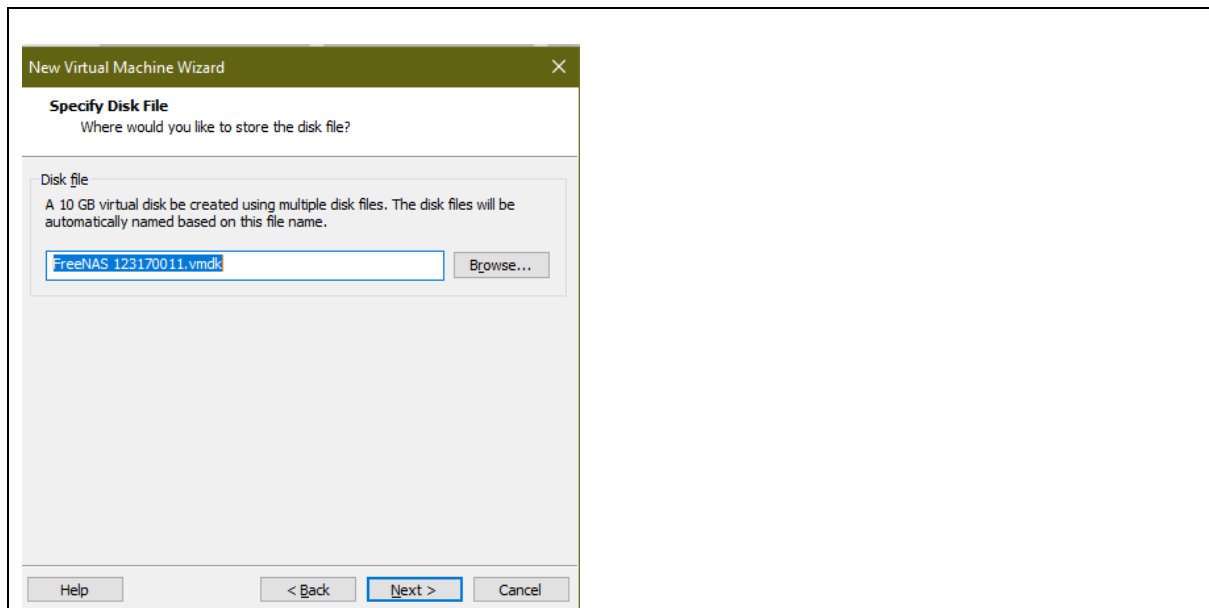 New Virtual Machine Wizard
Specify Disk File
Where would you like to store the disk file?
Disk file
A 10 GB virtual disk be created using multiple disk files. The disk files will be
automatically named based on this file name.
FreeNAS 123170011.vmdk
Browse...
Help
< Back
Next >
Cancel